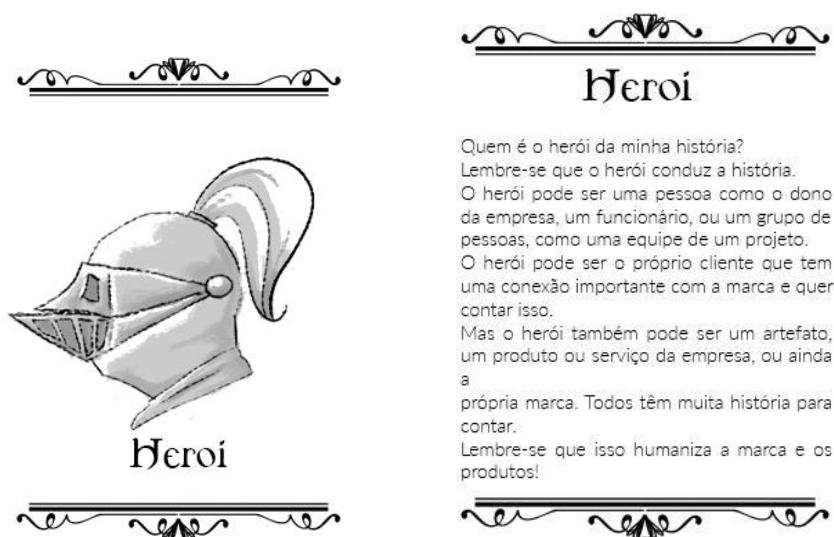 Heroi
Heroi
Quem é o herói da minha história?
Lembre-se que o herói conduz a história.
O herói pode ser uma pessoa como o dono
da empresa, um funcionário, ou um grupo de
pessoas, como uma equipe de um projeto.
O herói pode ser o próprio cliente que tem
uma conexão importante com a marca e quer
contar isso.
Mas o herói também pode ser um artefato,
um produto ou serviço da empresa, ou ainda
a
própria marca. Todos têm muita história para
contar.
Lembre-se que isso humaniza a marca e os
produtos!